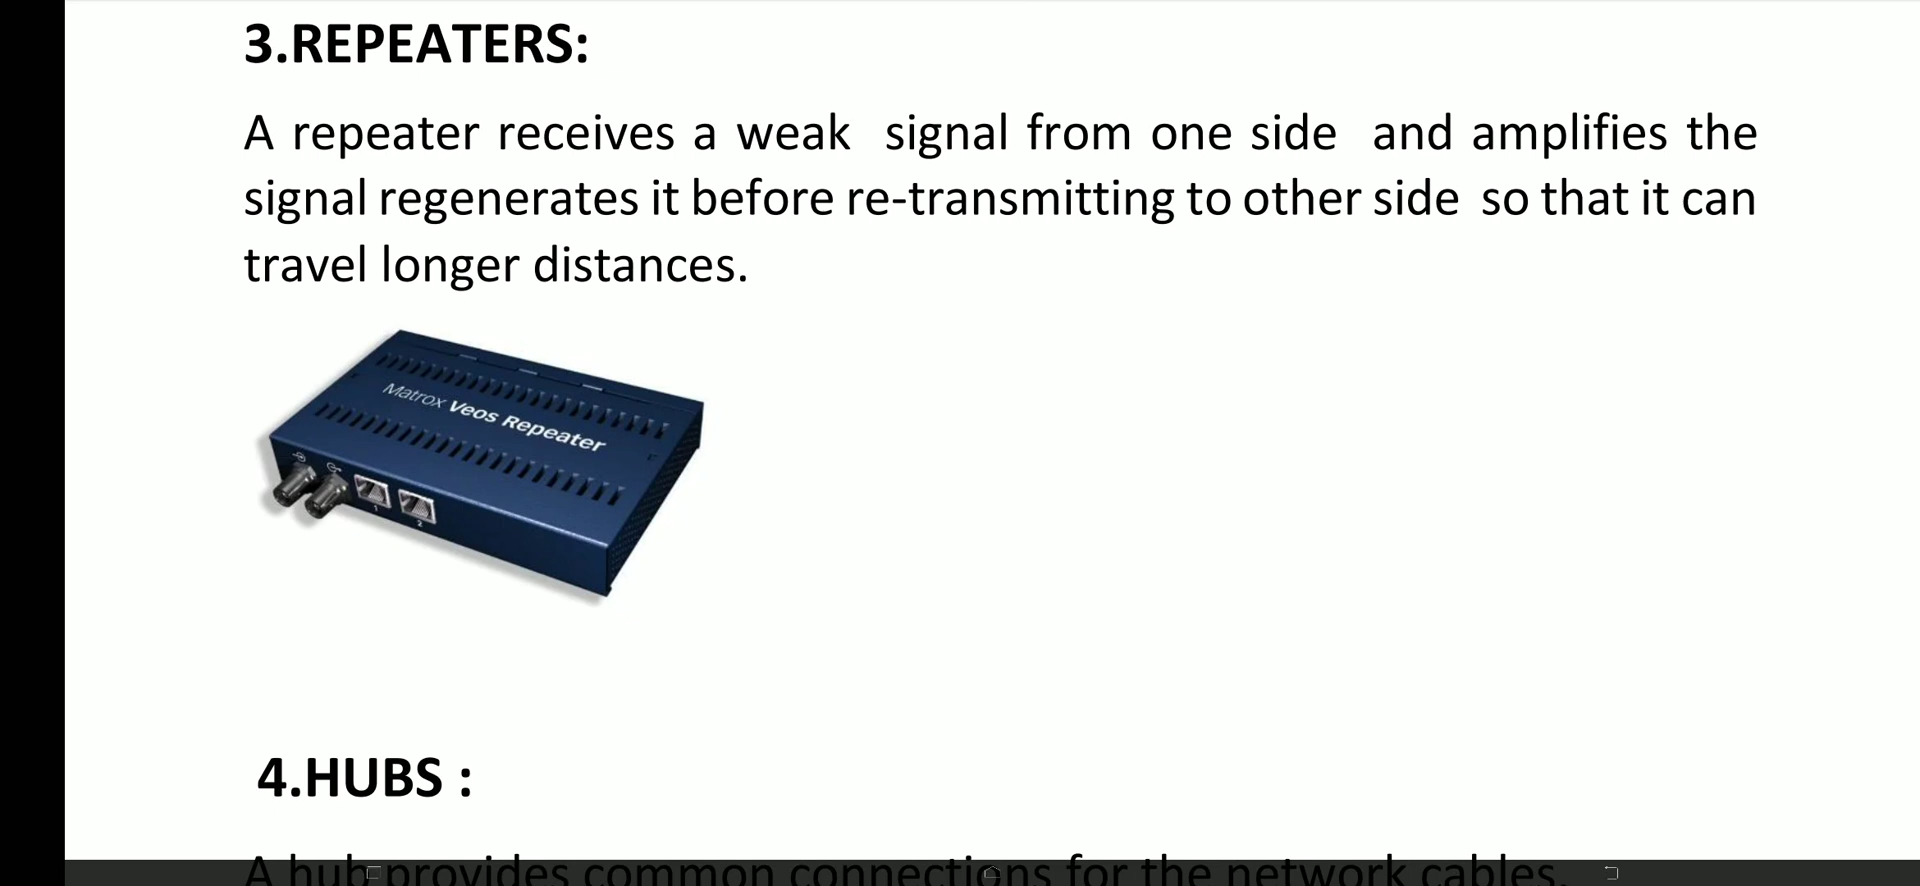 3.REPEATERS:
A repeater receives a weak signal from one side and amplifies the
signal regenerates it before re-transmitting to other side so that it can
travel longer distances.
Matrox Veos Repeater
1
2
4.HUBS :
A hub provides common connections for the network cables.